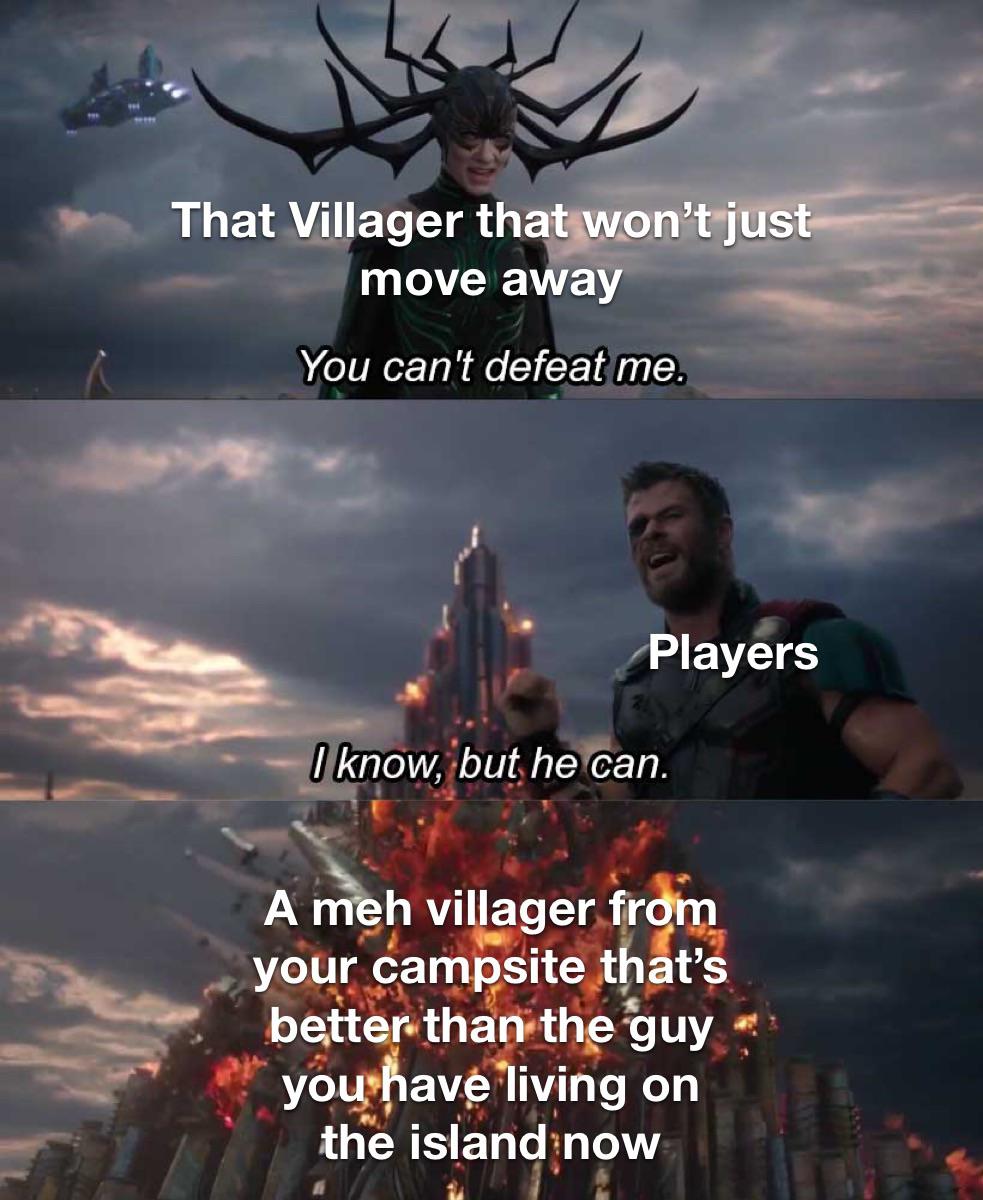 That Villager that won’t just
move away
You can't defeat me.
Players
I know, but he can.
A meh villager from
your campsite that’s
better than the guy
you have living on
the island now